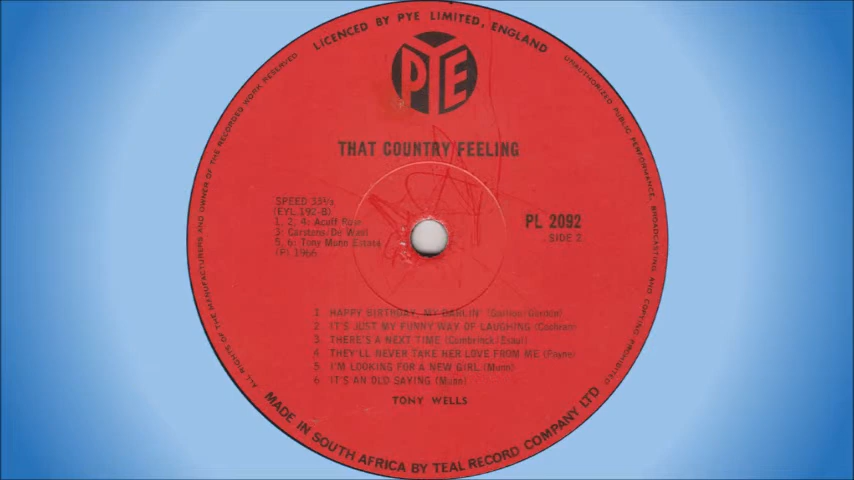 LICENCED BY PYE LIMITED, ENGLAND
UNAUTHORIZED PUBLIC PERFORMANCE, BROADCASTING AND COPYING PROHIBITED
ALL RIGHTS OF THE MANUFACTURERS AND OWNER OF THE RECORDED WORK RESERVED
PYE
THAT COUNTRY FEELING
SPEED 33⅓
(EYL 192-B)
1, 2, 4: Acuff Rose
3: Carstens-De Waal
5, 6: Tony Munn Estate
(P) 1966
PL 2092
SIDE 2
1 HAPPY BIRTHDAY, MY DARLIN'
2 IT'S JUST MY FUNNY WAY OF LAUGHING (Cochran)
3 THERE'S A NEXT TIME (Combrinck/
4 THEY'LL NEVER TAKE HER LOVE FROM ME (Payne)
5 I'M LOOKING FOR A NEW GIRL (Munn)
6 IT'S AN OLD SAYING (Munn)
TONY WELLS
MADE IN SOUTH AFRICA BY TEAL RECORD COMPANY LTD